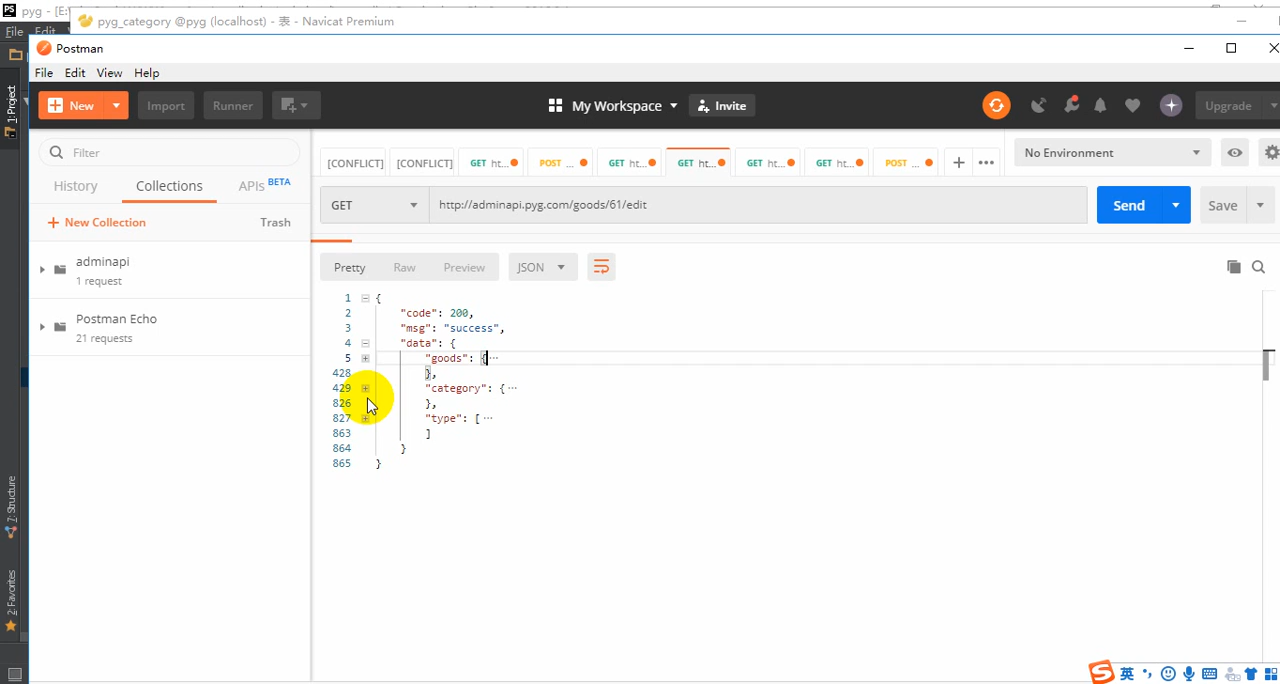 pyg_category @pyg (localhost) - 表 - Navicat Premium
Postman
File Edit View Help
New
Import
Runner
My Workspace
Invite
Upgrade
Filter
History
Collections
APIs BETA
+ New Collection
Trash
adminapi
1 request
Postman Echo
21 requests
[CONFLICT]
[CONFLICT]
GET ht...
POST ...
GET ht...
GET ht...
GET ht...
GET ht...
POST ...
No Environment
GET
http://adminapi.pyg.com/goods/61/edit
Send
Save
Pretty
Raw
Preview
JSON
1 {
2 "code": 200,
3 "msg": "success",
4 "data": {
5 "goods": {…
428 },
429 "category": {…
826 },
827 "type": […
863 ]
864 }
865 }
1: Project
7: Structure
2: Favorites
英